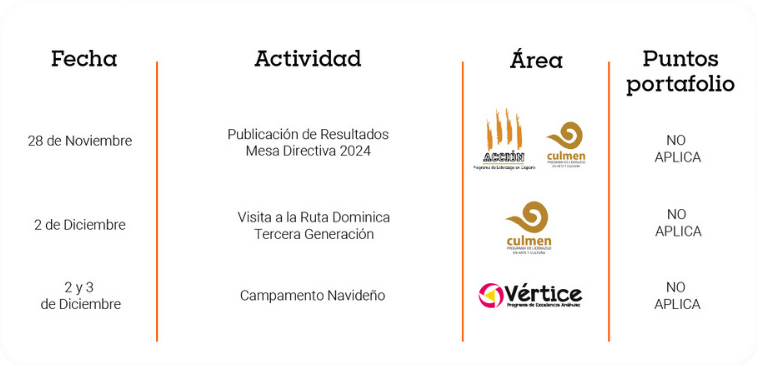 Fecha
Actividad
Área
Puntos
portafolio
28 de Noviembre
Publicación de Resultados
Mesa Directiva 2024
ACCIÓN
Programa de Liderazgo en Deporte
culmen
PROGRAMA DE LIDERAZGO
EN ARTE Y CULTURA
NO
APLICA
2 de Diciembre
Visita a la Ruta Dominica
Tercera Generación
culmen
PROGRAMA DE LIDERAZGO
EN ARTE Y CULTURA
NO
APLICA
2 y 3
de Diciembre
Campamento Navideño
Vértice
Programa de Excelencia Anáhuac
NO
APLICA